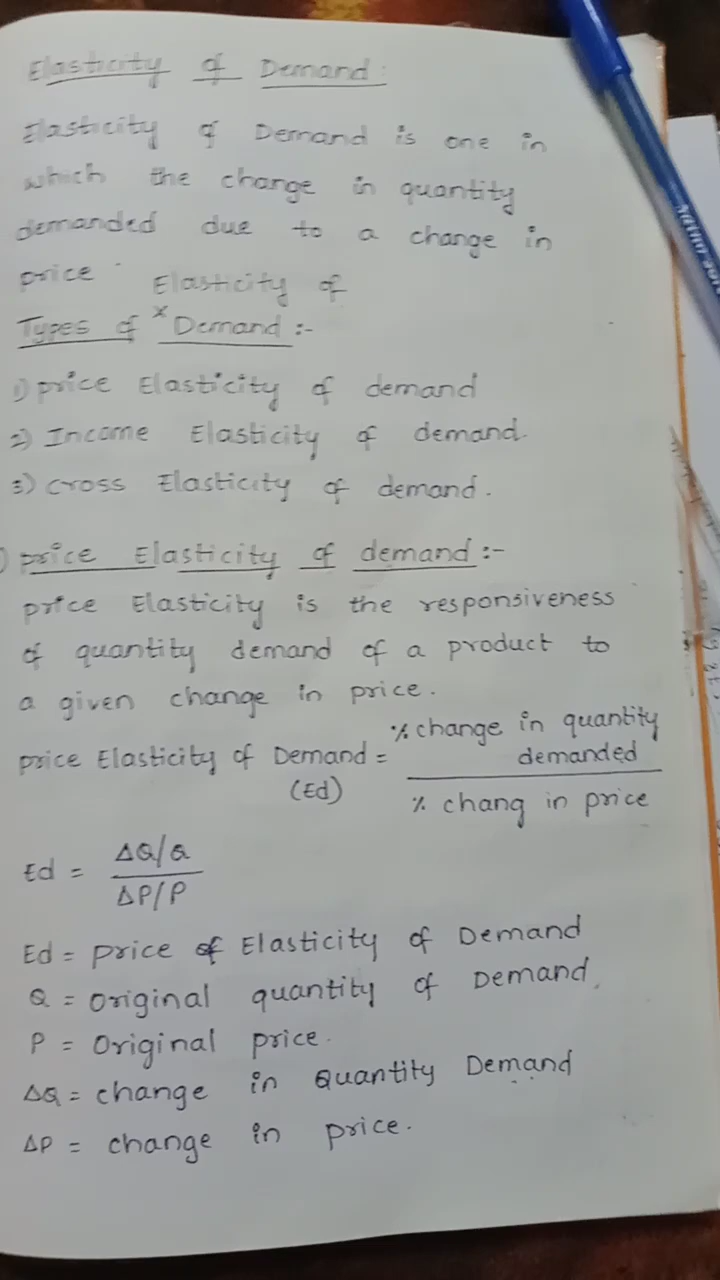 Elasticity of Demand:
Elasticity of Demand is one in
which the change in quantity
demanded due to a change in
price
Elasticity of
Types of x Demand :-
1) price Elasticity of demand
2) Income Elasticity of demand.
3) cross Elasticity of demand.
) price Elasticity of demand :-
price Elasticity is the responsiveness
of quantity demand of a product to
a given change in price.
price Elasticity of Demand = % change in quantity
demanded
(Ed)
% chang in price
Ed = ΔQ/Q
ΔP/P
Ed = price of Elasticity of Demand
Q = original quantity of Demand.
P = Original price.
ΔQ = change in Quantity Demand
ΔP = change in price.